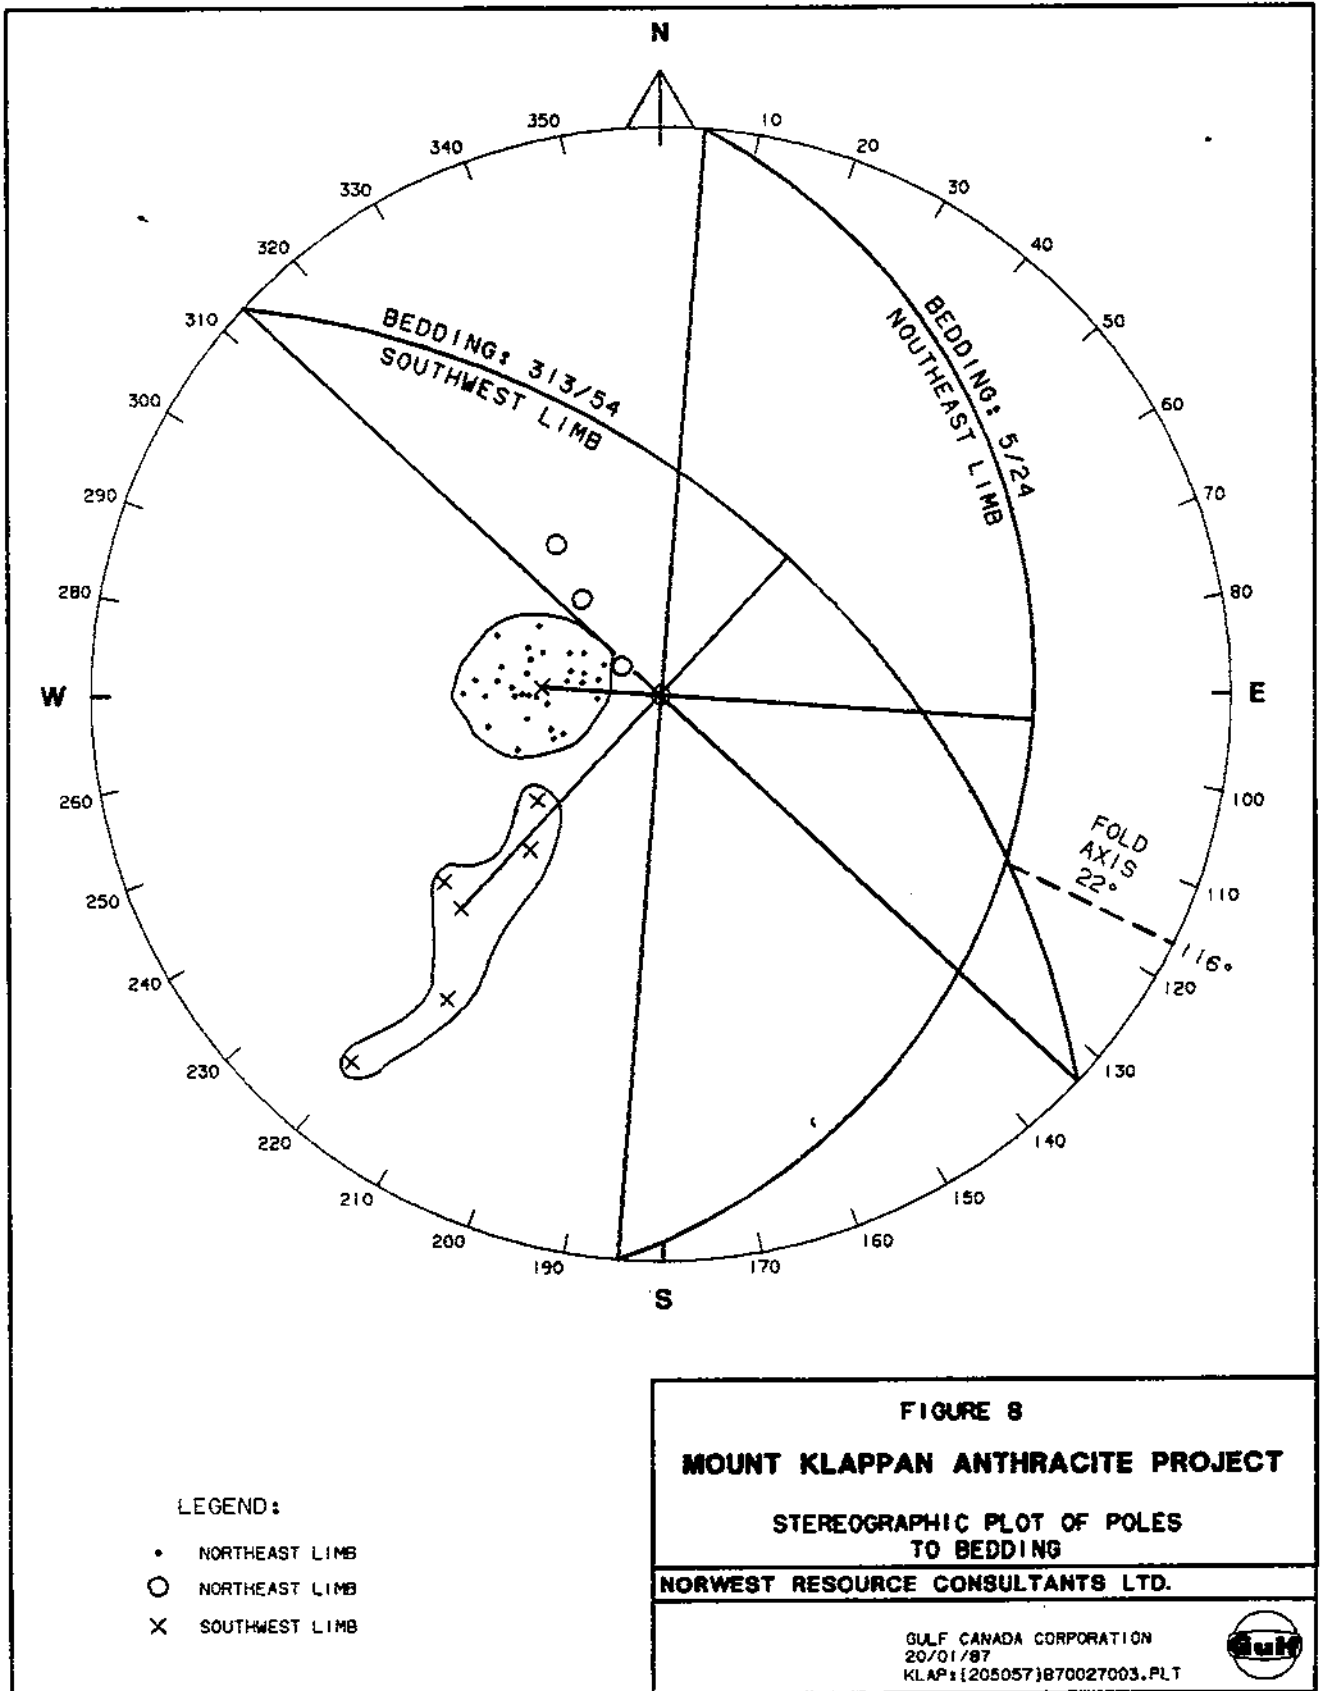 N
350
10
340
20
330
30
320
40
310
50
300
60
290
70
280
80
W
E
260
100
250
110
240
120
230
130
220
140
210
150
200
160
190
170
S
BEDDING: 313/54
SOUTHWEST LIMB
BEDDING: 5/24
NOUTHEAST LIMB
FOLD
AXIS
22°
116°
LEGEND:
NORTHEAST LIMB
NORTHEAST LIMB
SOUTHWEST LIMB
FIGURE 8
MOUNT KLAPPAN ANTHRACITE PROJECT
STEREOGRAPHIC PLOT OF POLES
TO BEDDING
NORWEST RESOURCE CONSULTANTS LTD.
GULF CANADA CORPORATION
20/01/87
KLAP:[205057]870027003.PLT
Gulf